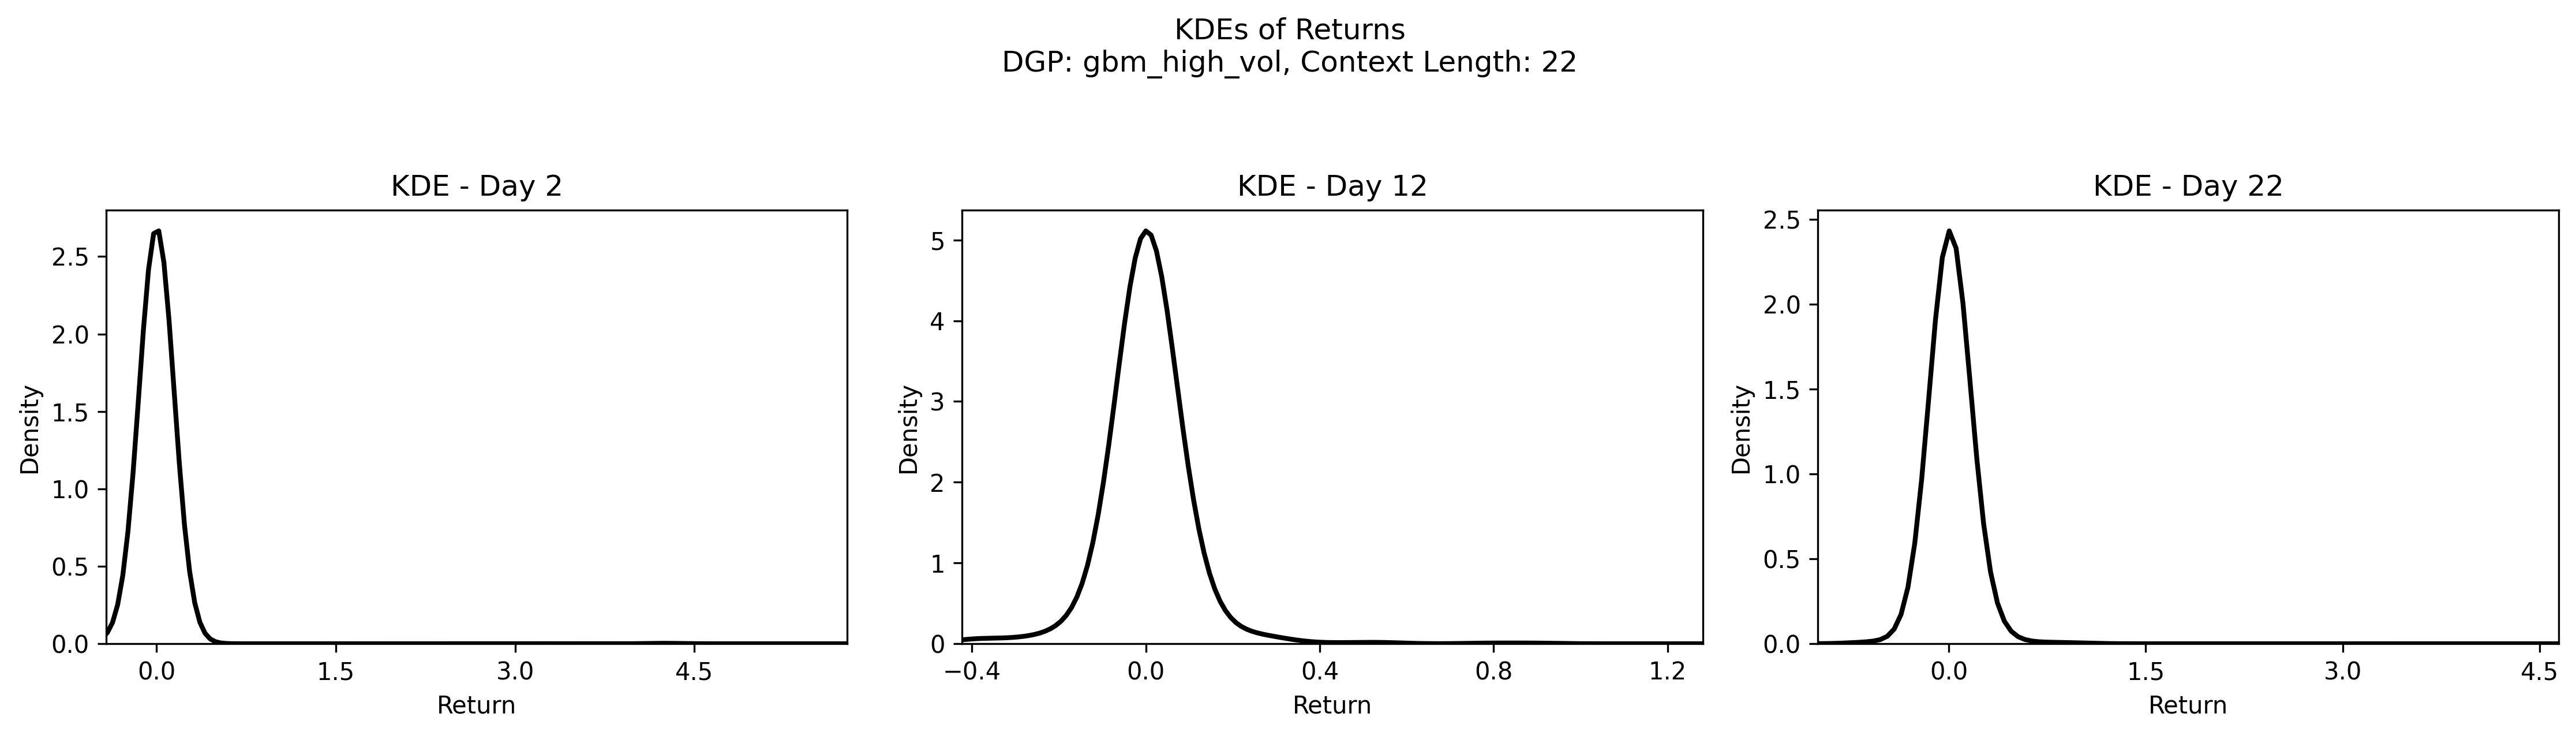 KDEs of Returns
DGP: gbm_high_vol, Context Length: 22
KDE - Day 2
2.5
2.0
1.5
1.0
0.5
0.0
Density
0.0 1.5 3.0 4.5
Return
KDE - Day 12
5
4
3
2
1
0
Density
−0.4 0.0 0.4 0.8 1.2
Return
KDE - Day 22
2.5
2.0
1.5
1.0
0.5
0.0
Density
0.0 1.5 3.0 4.5
Return